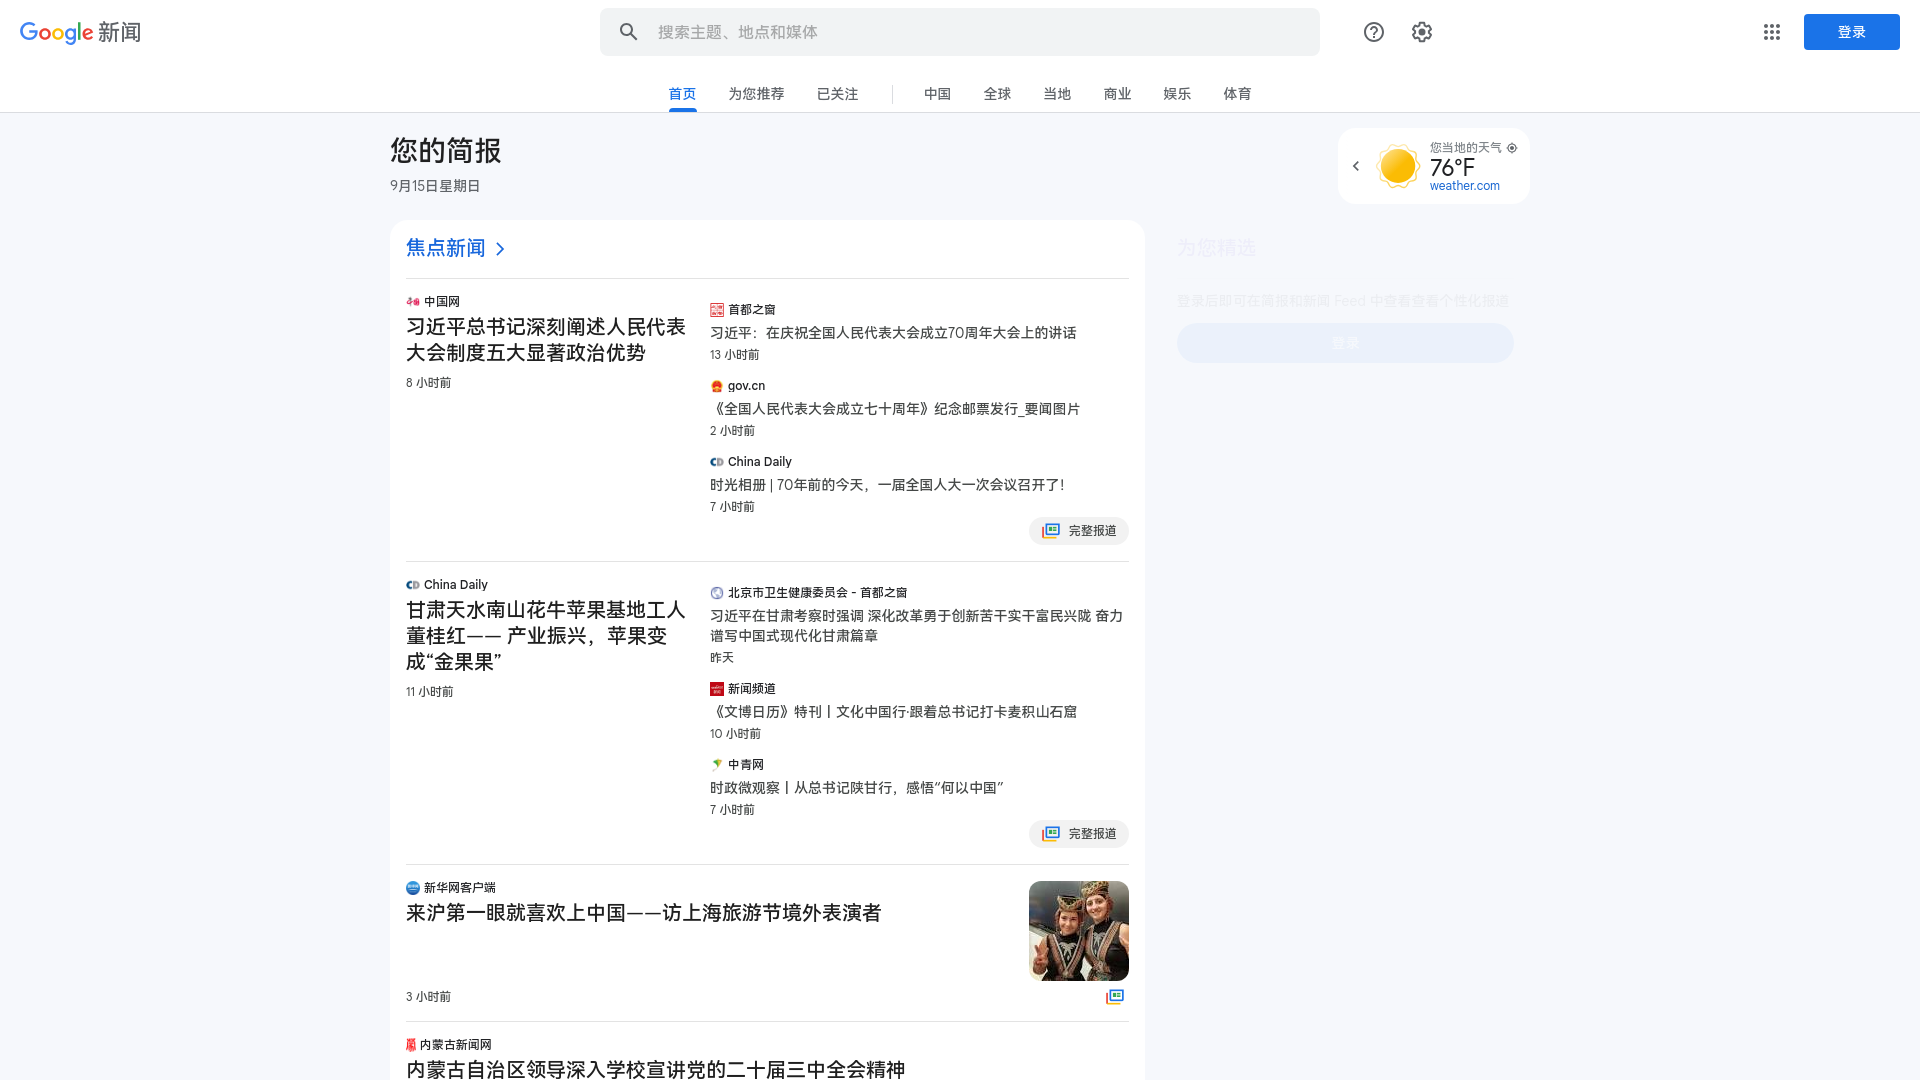 Google 新闻
搜索主题、地点和媒体
登录
首页
为您推荐
已关注
中国
全球
当地
商业
娱乐
体育
您的简报
9月15日星期日
您当地的天气
76°F
weather.com
焦点新闻
中国网
习近平总书记深刻阐述人民代表
大会制度五大显著政治优势
8 小时前
首都之窗
习近平：在庆祝全国人民代表大会成立70周年大会上的讲话
13 小时前
gov.cn
《全国人民代表大会成立七十周年》纪念邮票发行_要闻图片
2 小时前
China Daily
时光相册 | 70年前的今天，一届全国人大一次会议召开了！
7 小时前
完整报道
China Daily
甘肃天水南山花牛苹果基地工人
董桂红—— 产业振兴，苹果变
成“金果果”
11 小时前
北京市卫生健康委员会 - 首都之窗
习近平在甘肃考察时强调 深化改革勇于创新苦干实干富民兴陇 奋力
谱写中国式现代化甘肃篇章
昨天
新闻频道
《文博日历》特刊丨文化中国行·跟着总书记打卡麦积山石窟
10 小时前
中青网
时政微观察丨从总书记陕甘行，感悟“何以中国”
7 小时前
完整报道
新华网客户端
来沪第一眼就喜欢上中国——访上海旅游节境外表演者
3 小时前
内蒙古新闻网
内蒙古自治区领导深入学校宣讲党的二十届三中全会精神
为您精选
登录后即可在简报和新闻 Feed 中查看查看个性化报道
登录